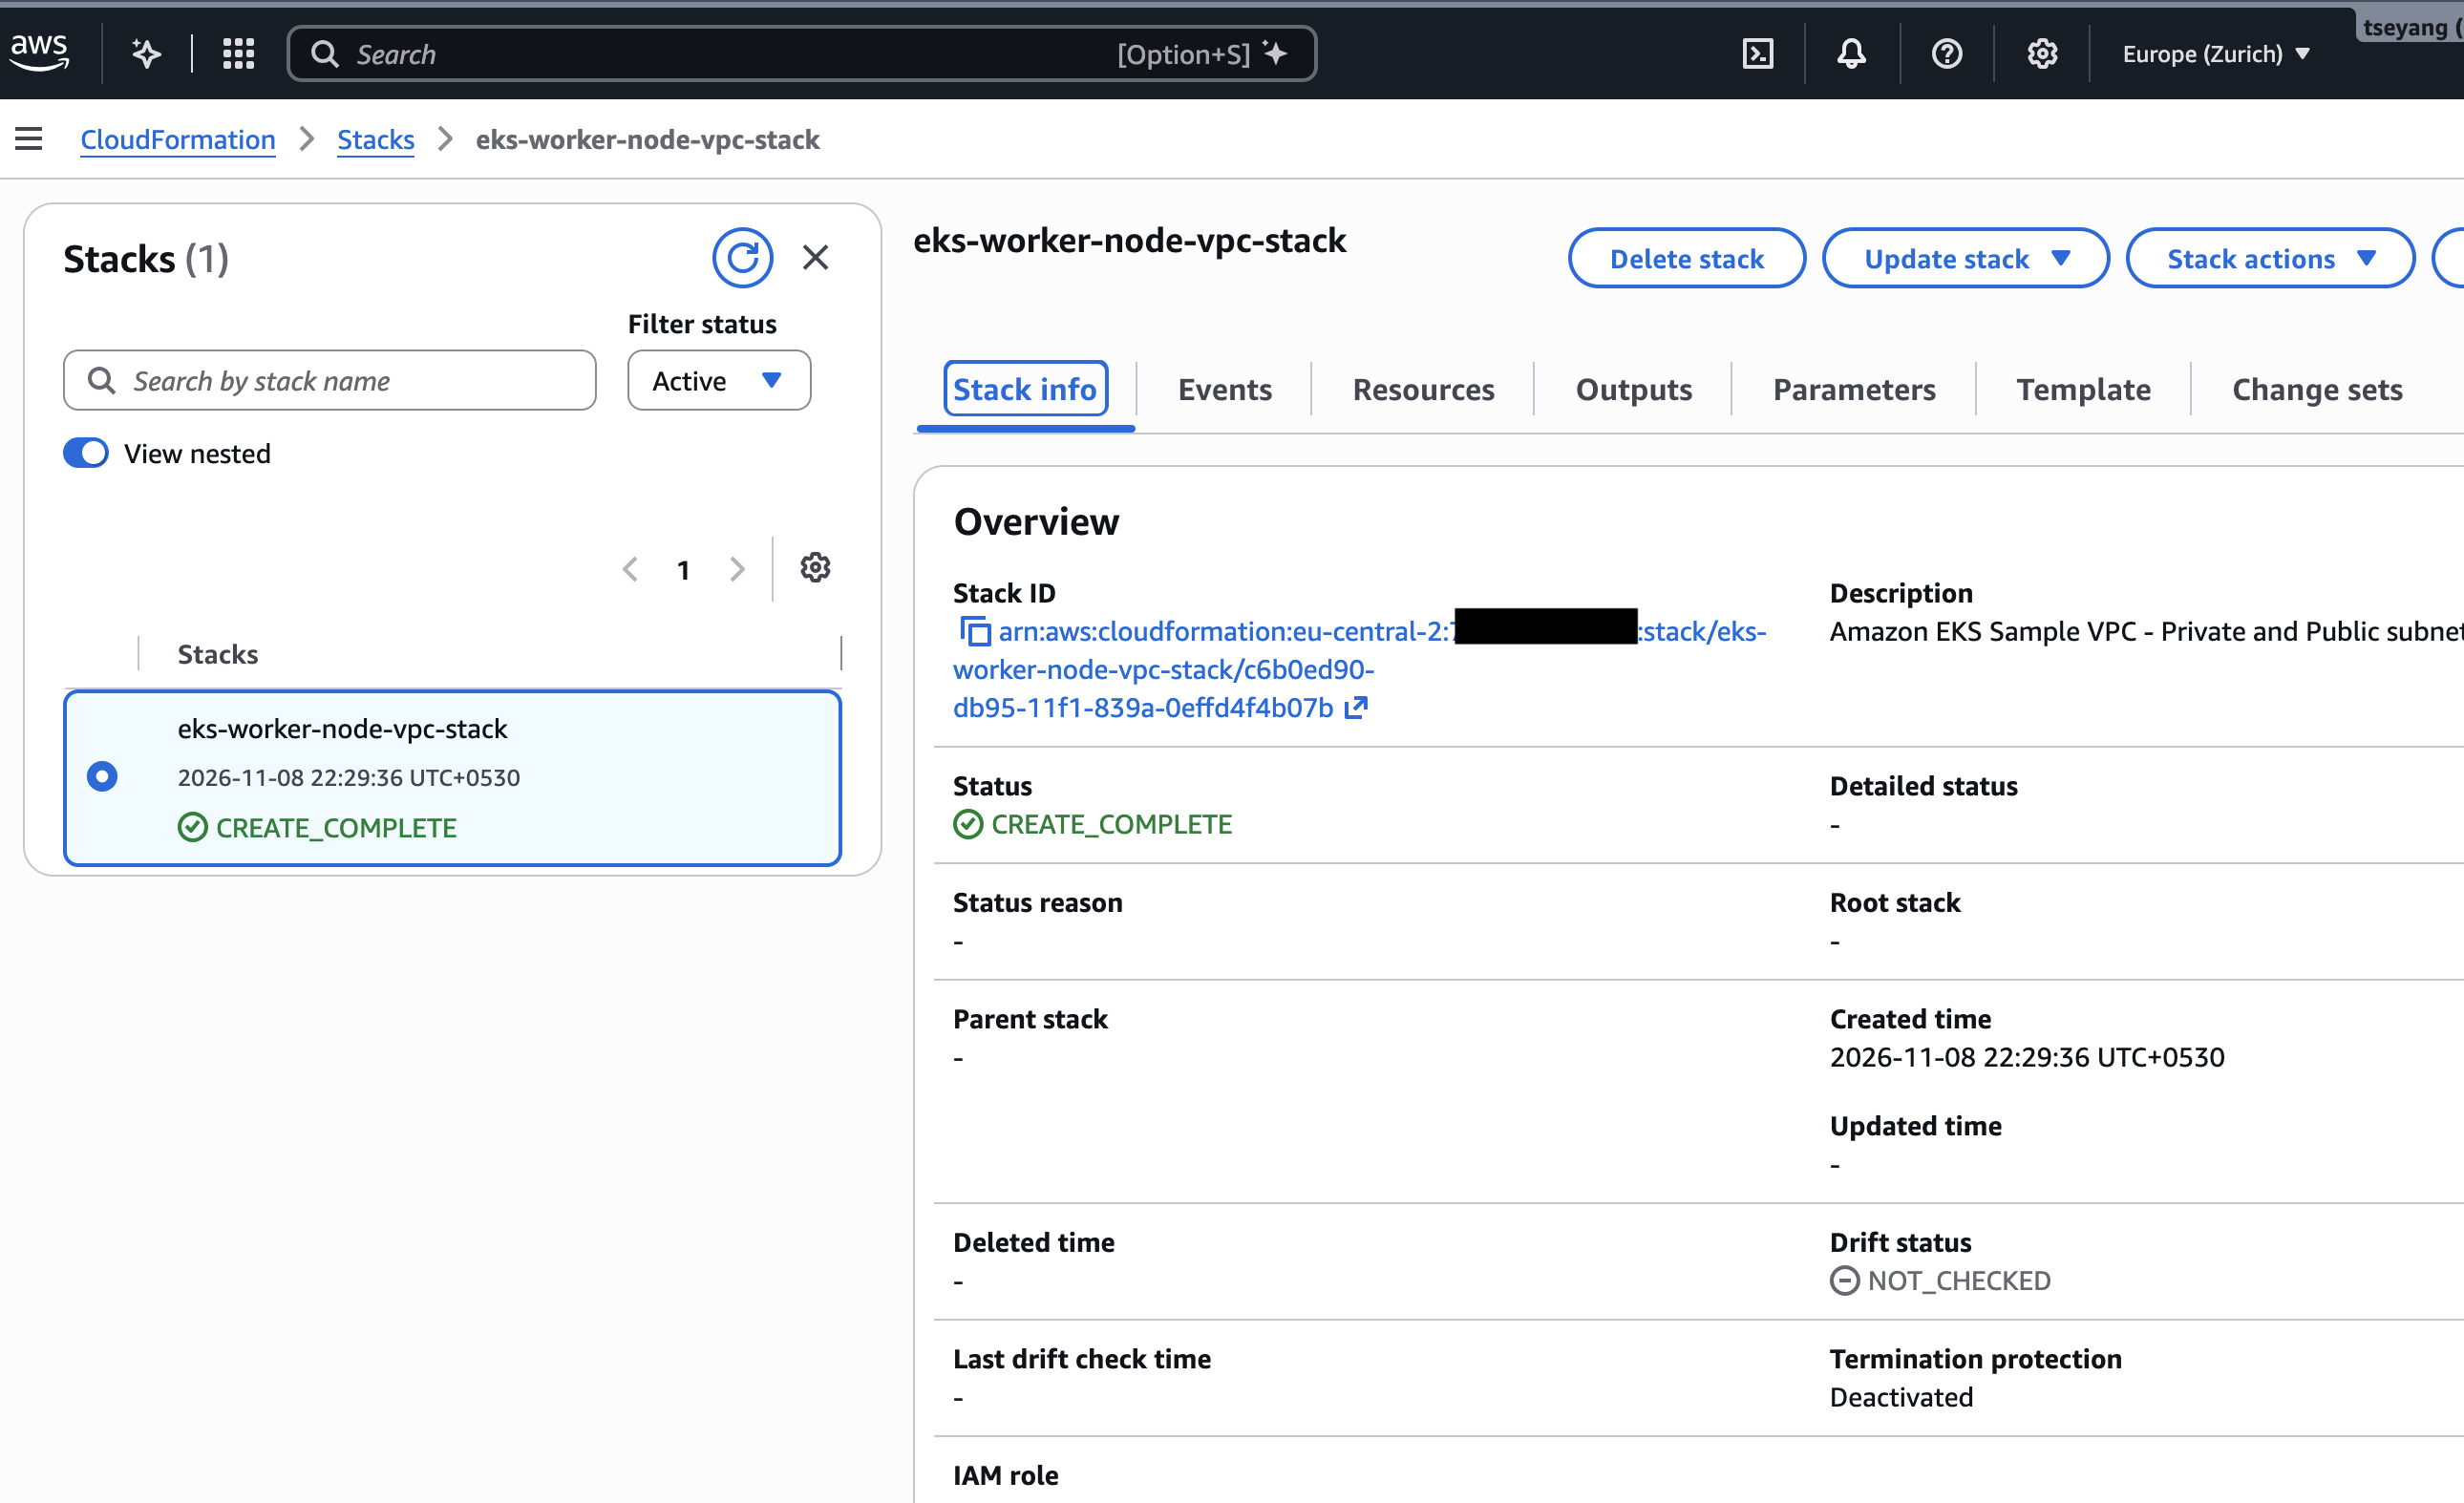 aws
Search
[Option+S]
Europe (Zurich)
tseyang (
CloudFormation
Stacks
eks-worker-node-vpc-stack
Stacks (1)
Filter status
Search by stack name
Active
View nested
1
Stacks
eks-worker-node-vpc-stack
2026-11-08 22:29:36 UTC+0530
CREATE_COMPLETE
eks-worker-node-vpc-stack
Delete stack
Update stack
Stack actions
Stack info
Events
Resources
Outputs
Parameters
Template
Change sets
Overview
Stack ID
arn:aws:cloudformation:eu-central-2: :stack/eks-
worker-node-vpc-stack/c6b0ed90-
db95-11f1-839a-0effd4f4b07b
Description
Amazon EKS Sample VPC - Private and Public subnet
Status
CREATE_COMPLETE
Detailed status
-
Status reason
-
Root stack
-
Parent stack
-
Created time
2026-11-08 22:29:36 UTC+0530
Updated time
-
Deleted time
-
Drift status
NOT_CHECKED
Last drift check time
-
Termination protection
Deactivated
IAM role